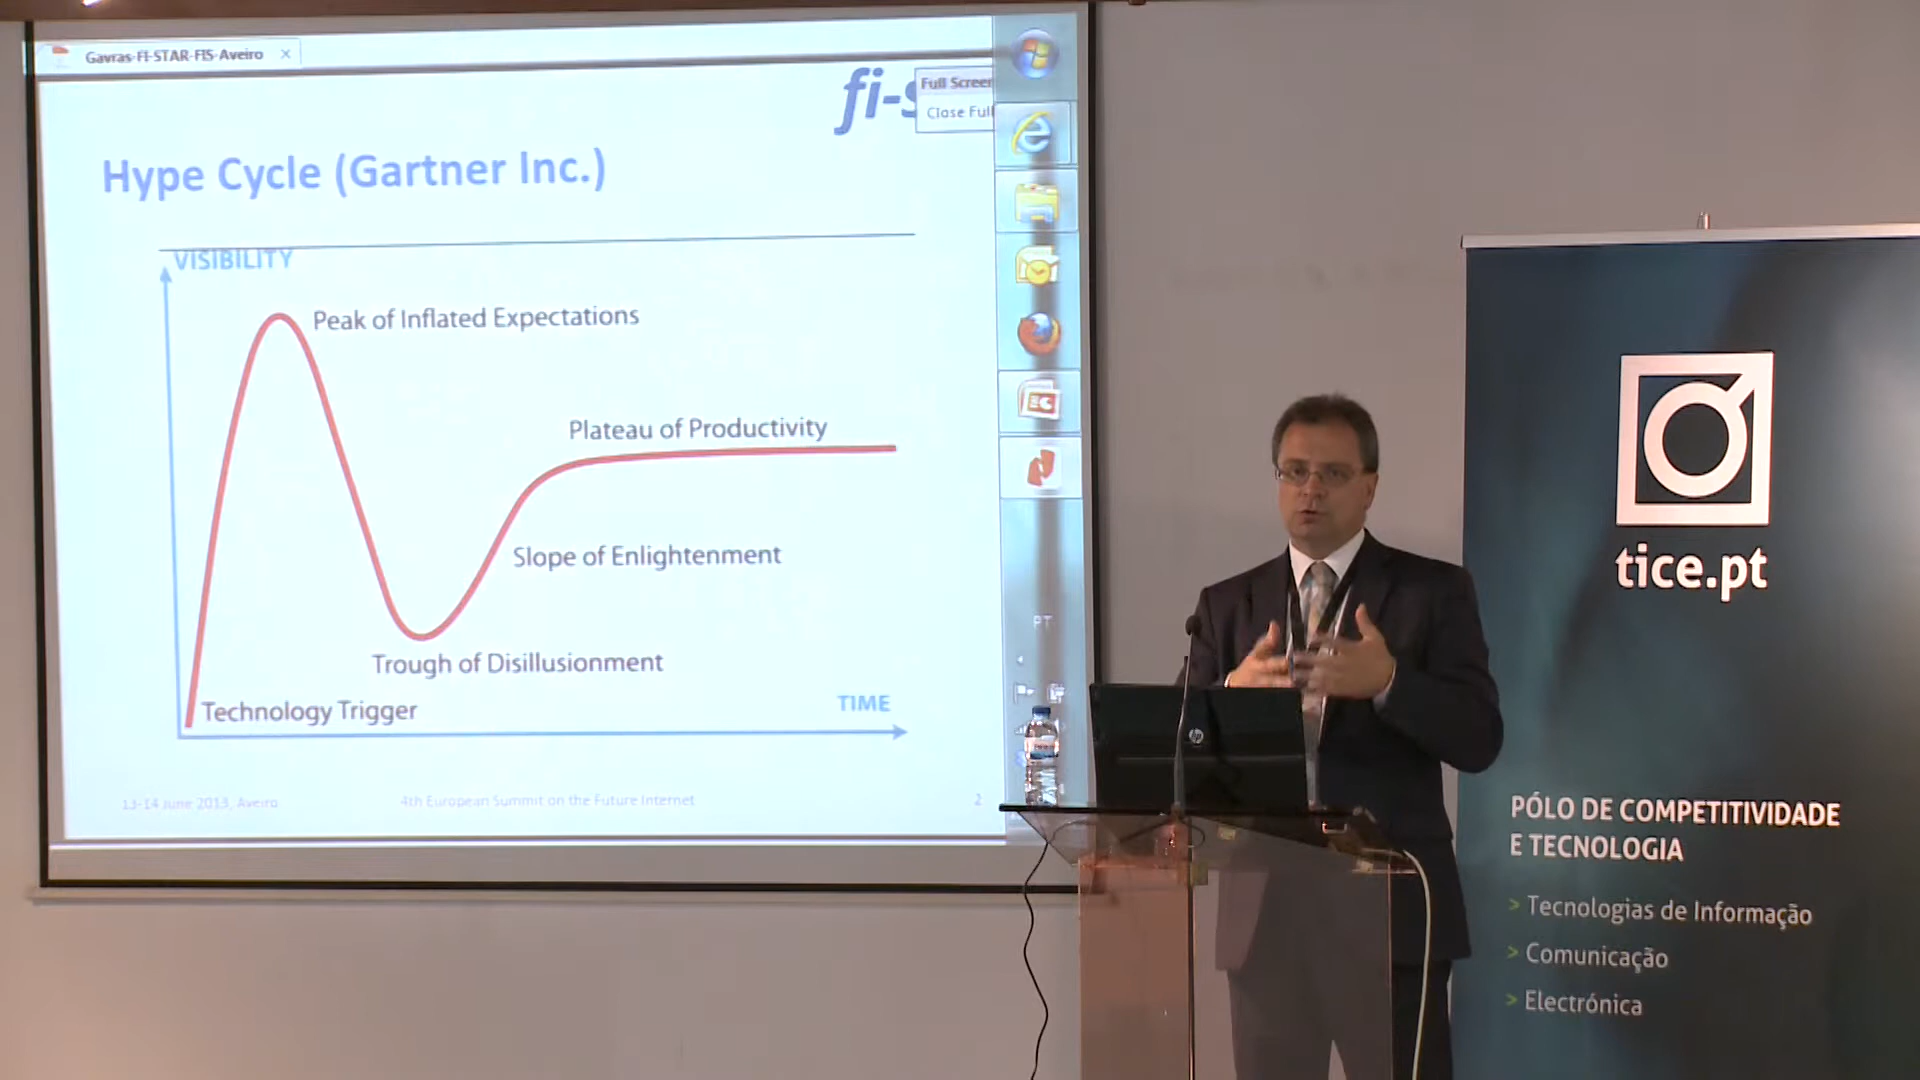 Gavras-FI-STAR-FIS-Aveiro
fi-s
Full Screen
Close Full
Hype Cycle (Gartner Inc.)
VISIBILITY
Peak of Inflated Expectations
Plateau of Productivity
Slope of Enlightenment
Trough of Disillusionment
Technology Trigger
TIME
13-14 June 2013, Aveiro
4th European Summit on the Future Internet
2
PT
hp
tice.pt
PÓLO DE COMPETITIVIDADE
E TECNOLOGIA
> Tecnologias de Informação
> Comunicação
> Electrónica